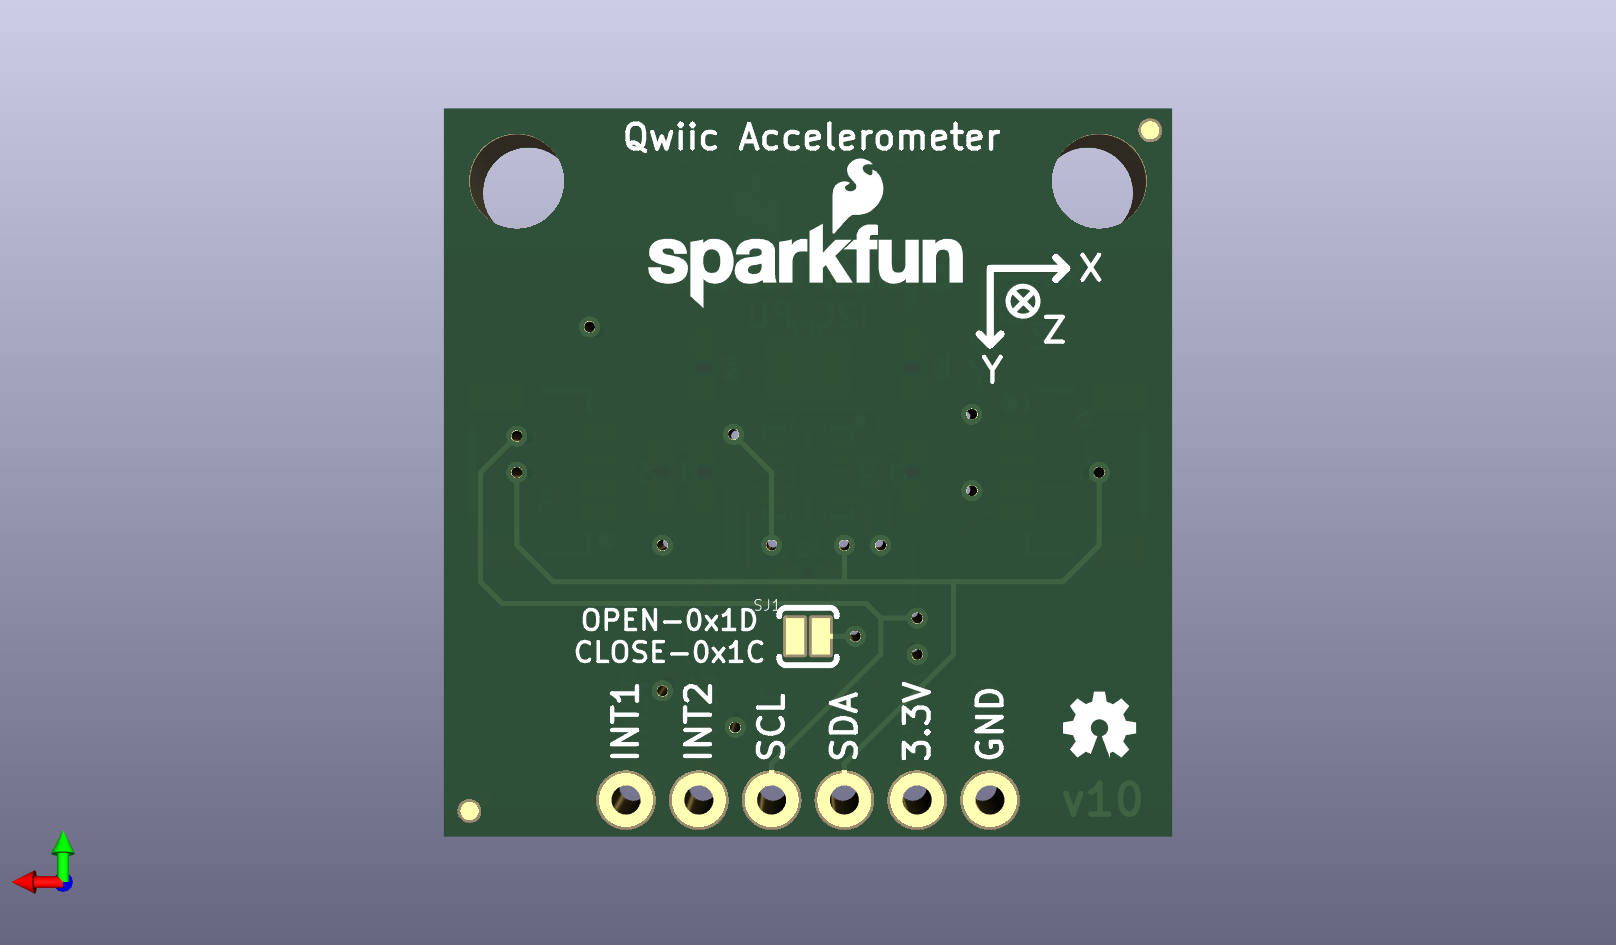 Qwiic Accelerometer
sparkfun
X
Z
Y
SJ1
OPEN-0x1D
CLOSE-0x1C
INT1
INT2
SCL
SDA
3.3V
GND
v10